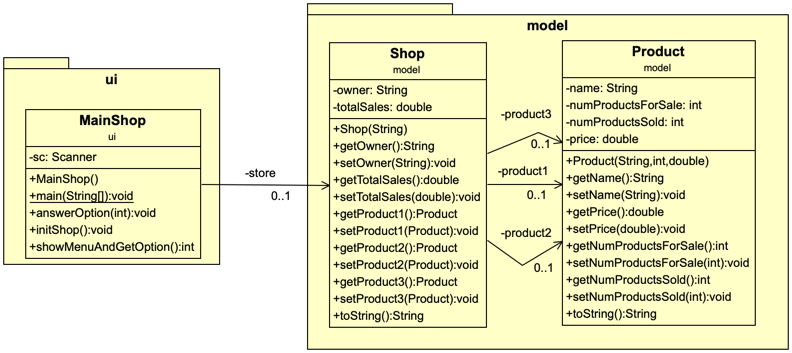 ui
MainShop
ui
-sc: Scanner
+MainShop()
+main(String[]):void
+answerOption(int):void
+initShop():void
+showMenuAndGetOption():int
-store
0..1
model
Shop
model
-owner: String
-totalSales: double
+Shop(String)
+getOwner():String
+setOwner(String):void
+getTotalSales():double
+setTotalSales(double):void
+getProduct1():Product
+setProduct1(Product):void
+getProduct2():Product
+setProduct2(Product):void
+getProduct3():Product
+setProduct3(Product):void
+toString():String
-product3
0..1
-product1
0..1
-product2
0..1
Product
model
-name: String
-numProductsForSale: int
-numProductsSold: int
-price: double
+Product(String,int,double)
+getName():String
+setName(String):void
+getPrice():double
+setPrice(double):void
+getNumProductsForSale():int
+setNumProductsForSale(int):void
+getNumProductsSold():int
+setNumProductsSold(int):void
+toString():String